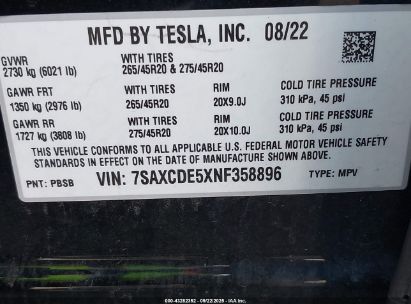 MFD BY TESLA, INC. 08/22
GVWR
2730 kg (6021 lb)
WITH TIRES
265/45R20 & 275/45R20
GAWR FRT
1350 kg (2976 lb)
WITH TIRES
265/45R20
RIM
20X9.0J
COLD TIRE PRESSURE
310 kPa, 45 psi
GAWR RR
1727 kg (3808 lb)
WITH TIRES
275/45R20
RIM
20X10.0J
COLD TIRE PRESSURE
310 kPa, 45 psi
THIS VEHICLE CONFORMS TO ALL APPLICABLE U.S. FEDERAL MOTOR VEHICLE SAFETY
STANDARDS IN EFFECT ON THE DATE OF MANUFACTURE SHOWN ABOVE.
PNT: PBSB
VIN: 7SAXCDE5XNF358896
TYPE: MPV